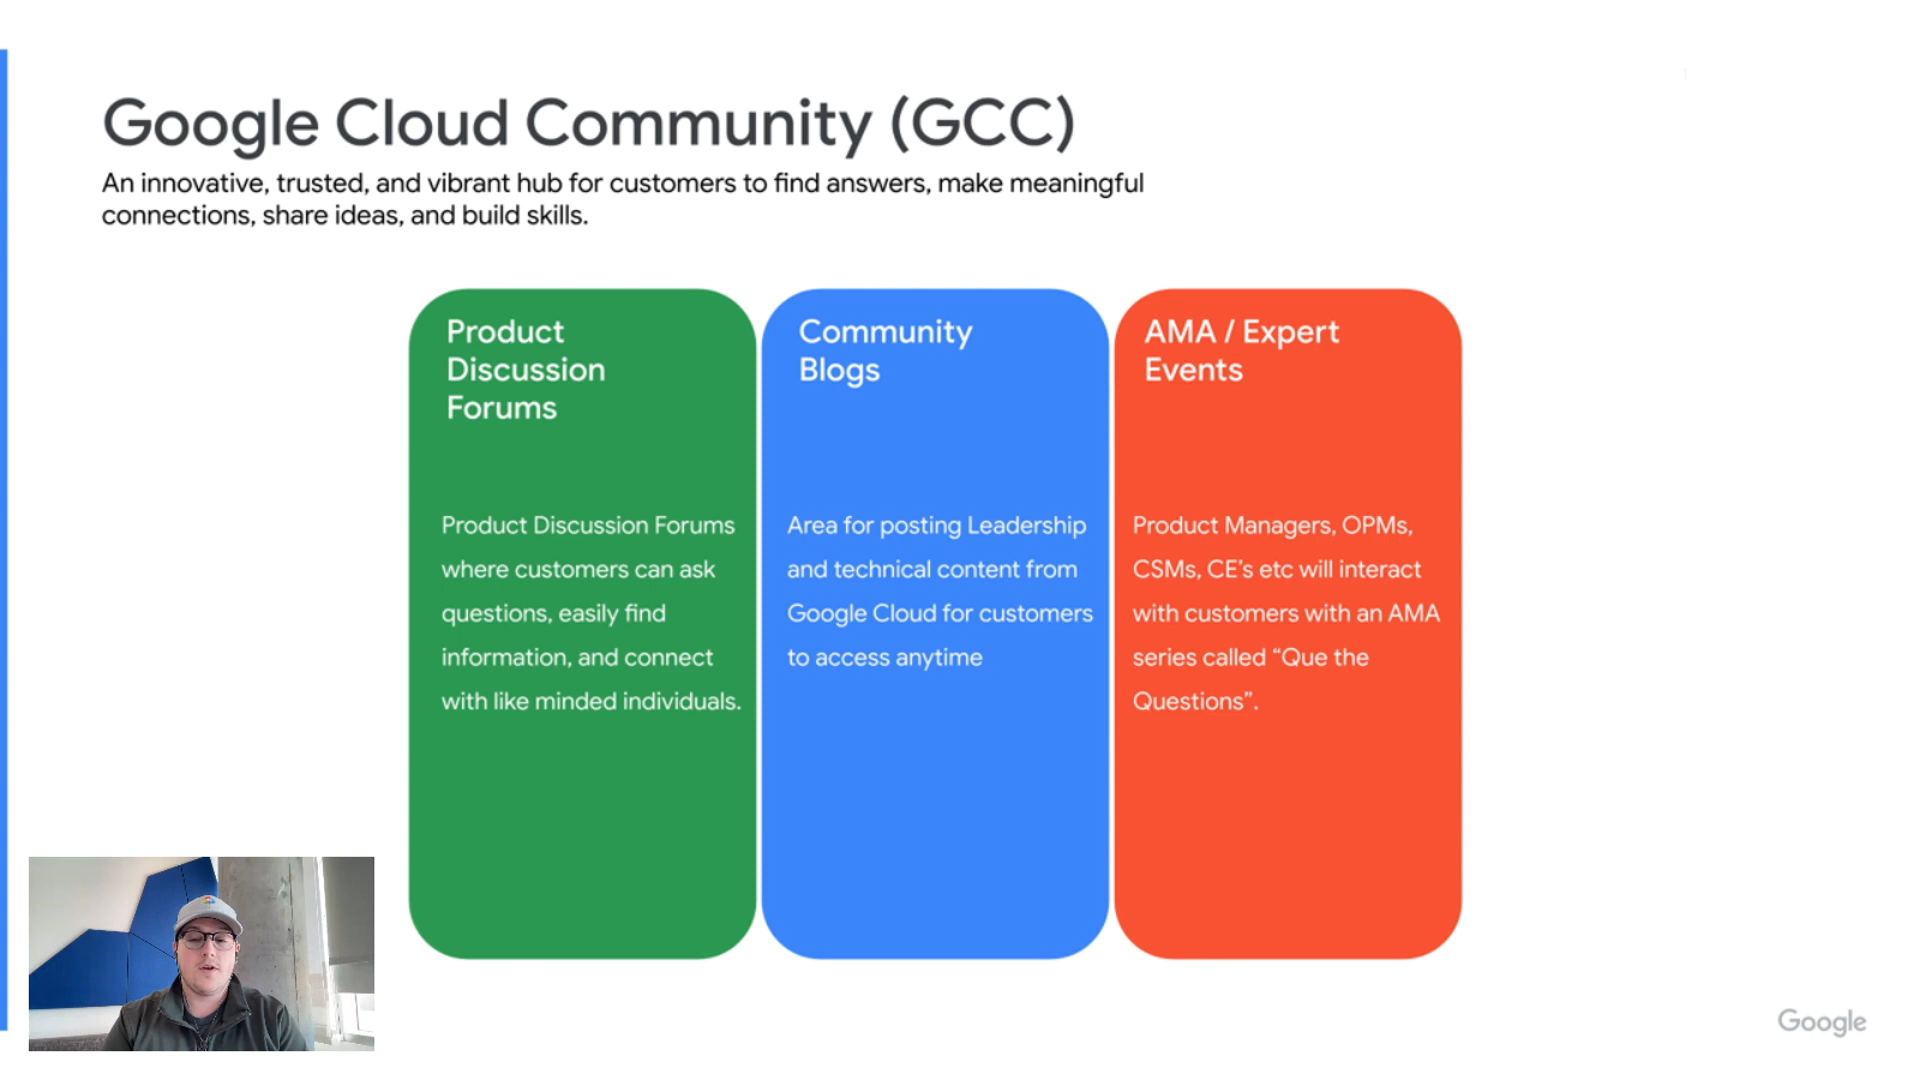 Google Cloud Community (GCC)
An innovative, trusted, and vibrant hub for customers to find answers, make meaningful
connections, share ideas, and build skills.
Product
Discussion
Forums
Product Discussion Forums
where customers can ask
questions, easily find
information, and connect
with like minded individuals.
Community
Blogs
Area for posting Leadership
and technical content from
Google Cloud for customers
to access anytime
AMA / Expert
Events
Product Managers, OPMs,
CSMs, CE's etc will interact
with customers with an AMA
series called “Que the
Questions”.
Google